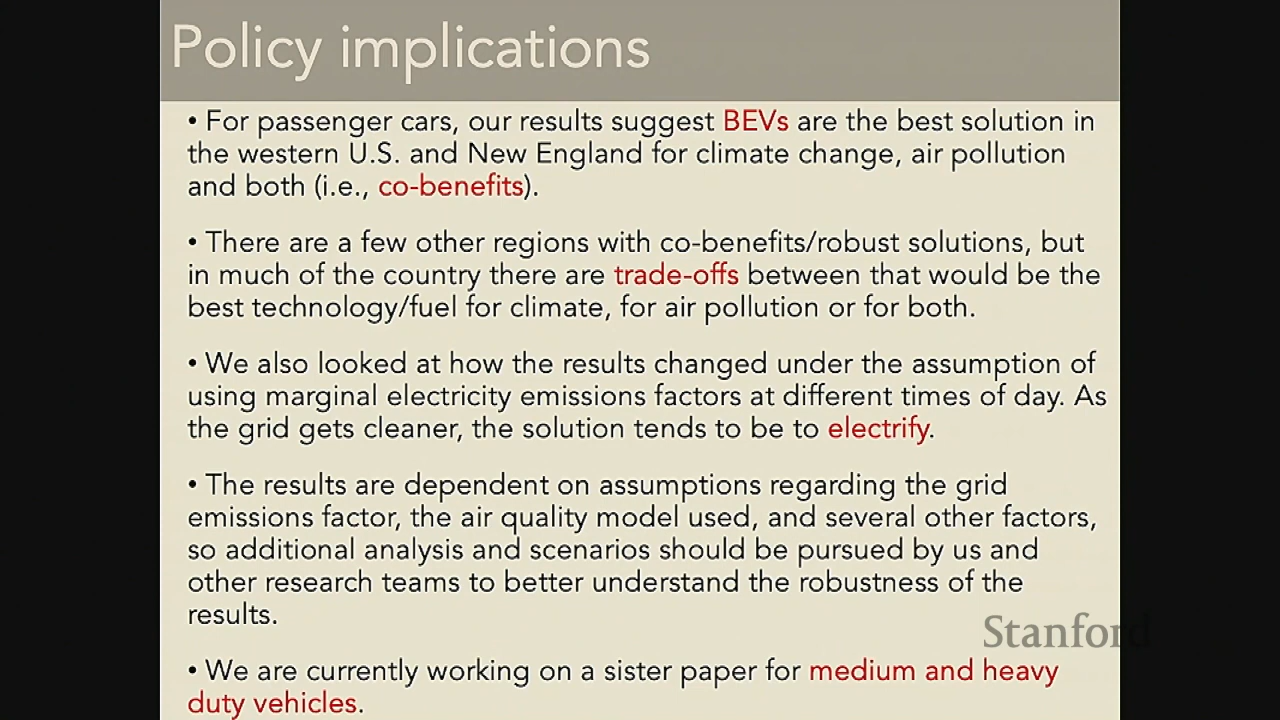 Policy implications
• For passenger cars, our results suggest BEVs are the best solution in
the western U.S. and New England for climate change, air pollution
and both (i.e., co-benefits).
• There are a few other regions with co-benefits/robust solutions, but
in much of the country there are trade-offs between that would be the
best technology/fuel for climate, for air pollution or for both.
• We also looked at how the results changed under the assumption of
using marginal electricity emissions factors at different times of day. As
the grid gets cleaner, the solution tends to be to electrify.
• The results are dependent on assumptions regarding the grid
emissions factor, the air quality model used, and several other factors,
so additional analysis and scenarios should be pursued by us and
other research teams to better understand the robustness of the
results.
Stanford
• We are currently working on a sister paper for medium and heavy
duty vehicles.